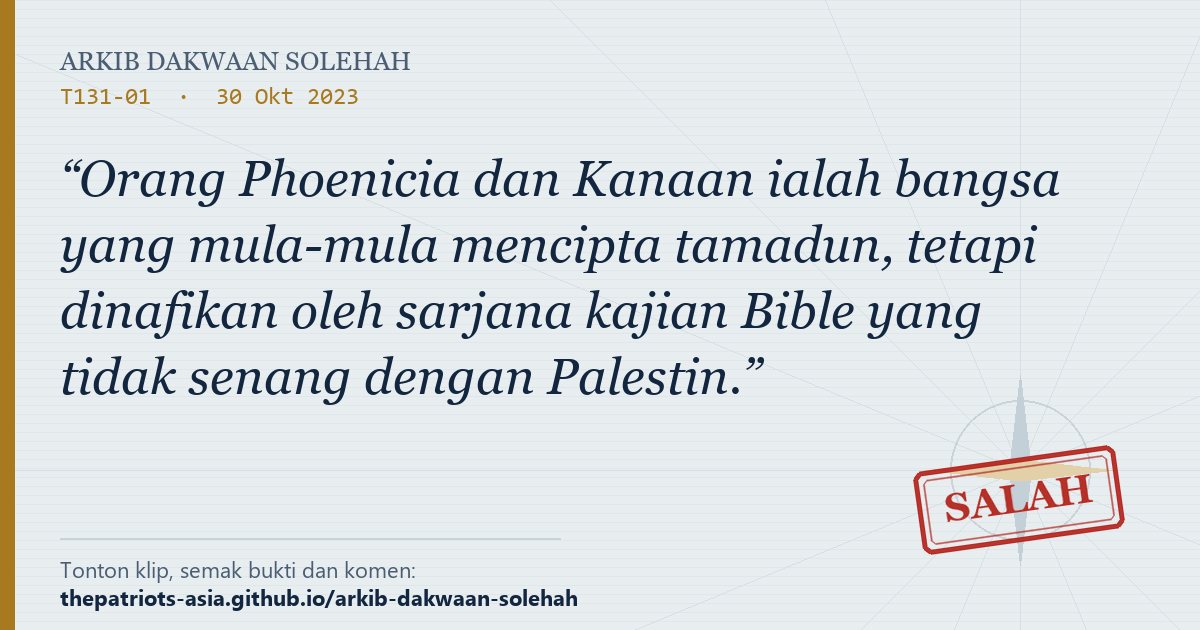 ARKIB DAKWAAN SOLEHAH
T131-01 · 30 Okt 2023
“Orang Phoenicia dan Kanaan ialah bangsa
yang mula-mula mencipta tamadun, tetapi
dinafikan oleh sarjana kajian Bible yang
tidak senang dengan Palestin.”
SALAH
Tonton klip, semak bukti dan komen:
thepatriots-asia.github.io/arkib-dakwaan-solehah